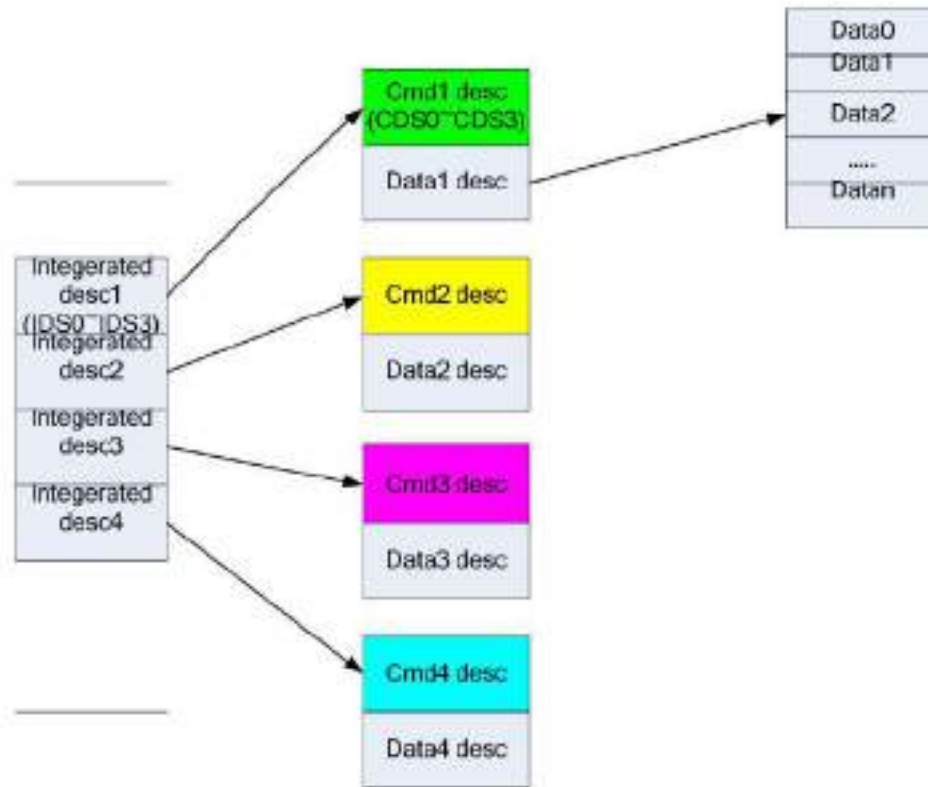 Integerated
desc1
(IDS0~IDS3)
Integerated
desc2
Integerated
desc3
Integerated
desc4
Cmd1 desc
(CDS0~CDS3)
Data1 desc
Cmd2 desc
Data2 desc
Cmd3 desc
Data3 desc
Cmd4 desc
Data4 desc
Data0
Data1
Data2
.....
Datan